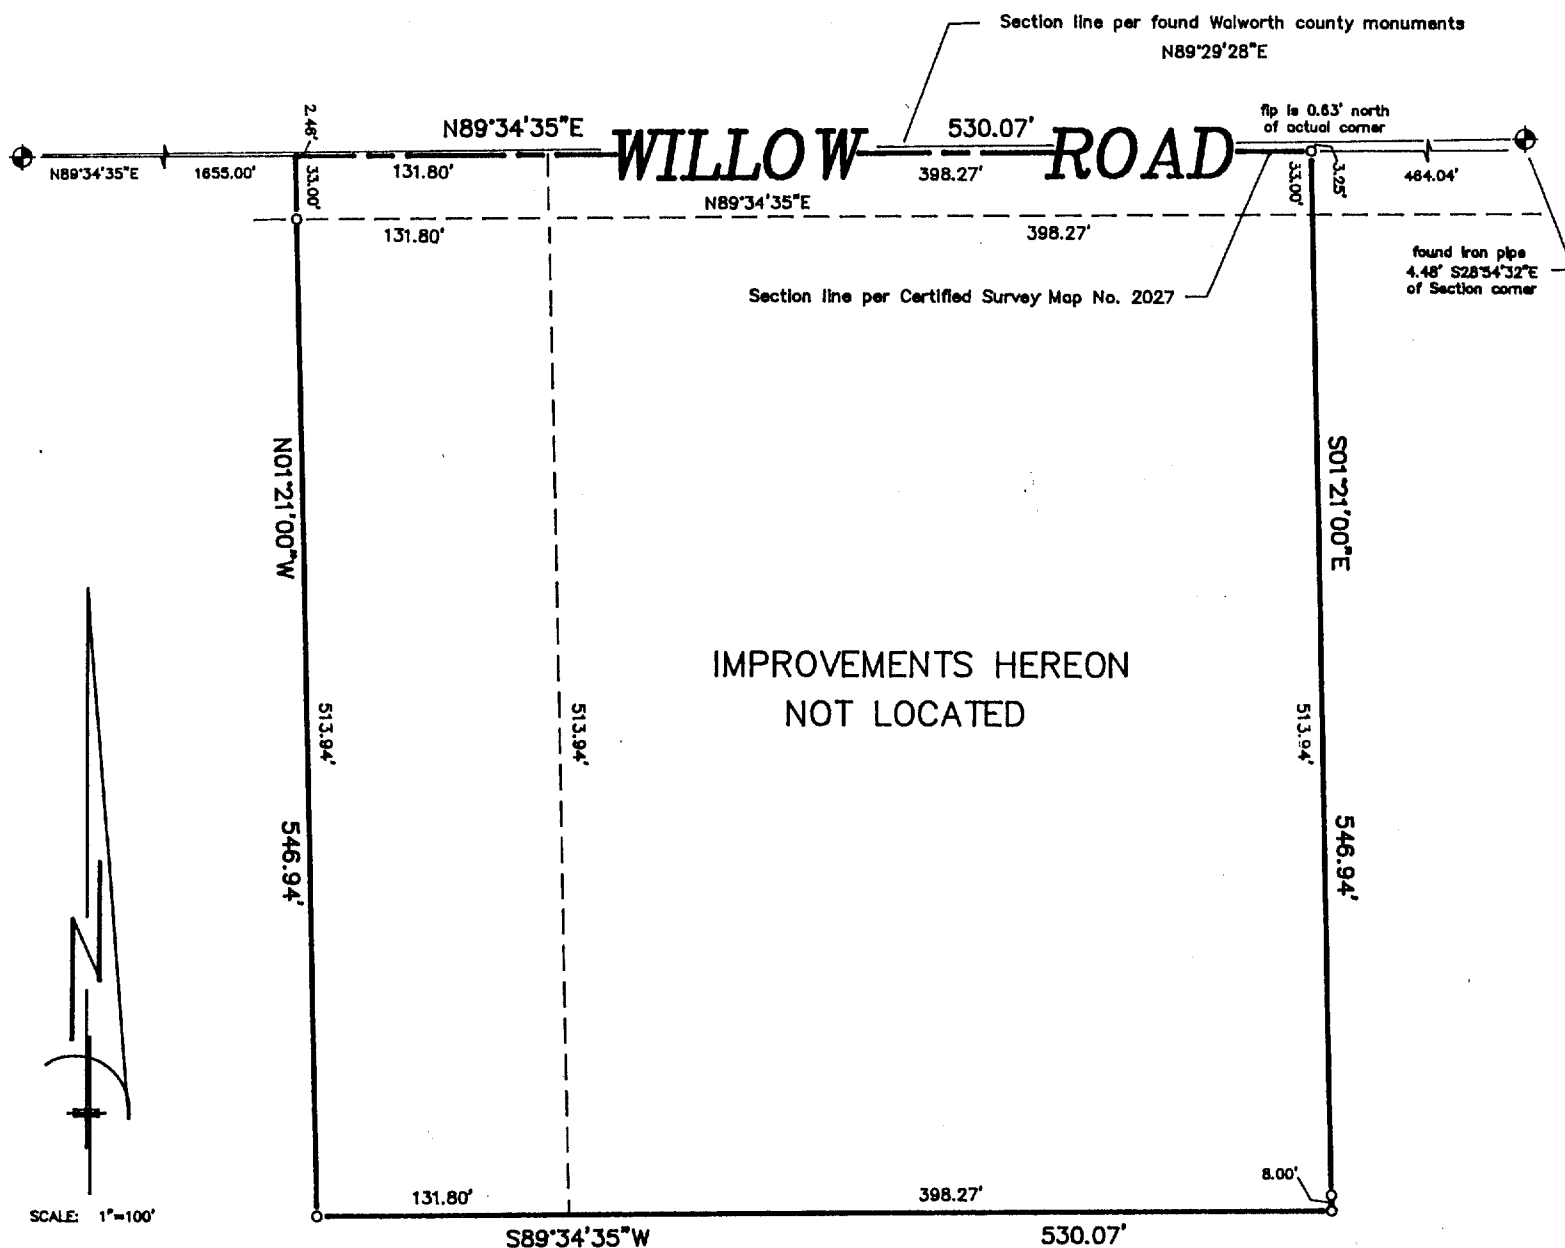 Section line per found Walworth county monuments
N89°29'28"E
fip is 0.63' north
of actual corner
2.46'
N89°34'35"E
WILLOW
530.07'
ROAD
N89°34'35"E
1655.00'
33.00'
131.80'
398.27'
33.00'
3.25'
464.04'
N89°34'35"E
131.80'
398.27'
found iron pipe
4.48' S28°54'32"E
of Section corner
Section line per Certified Survey Map No. 2027
N01°21'00"W
S01°21'00"E
IMPROVEMENTS HEREON
NOT LOCATED
513.94'
513.94'
513.94'
546.94'
546.94'
8.00'
131.80'
398.27'
SCALE: 1"=100'
S89°34'35"W
530.07'
N